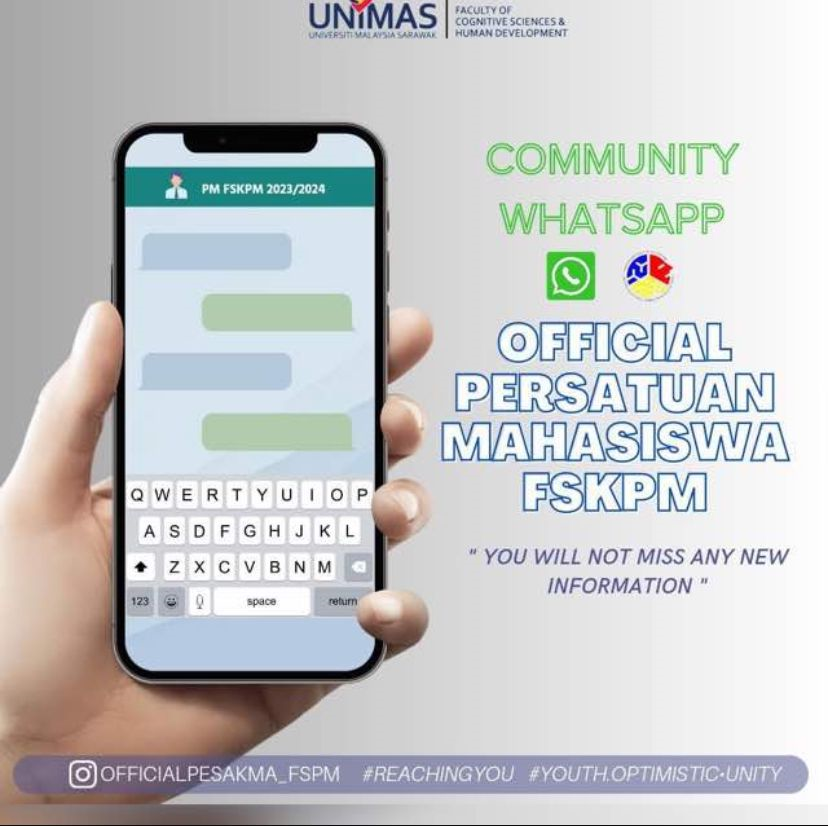 UNIMAS
UNIVERSITI MALAYSIA SARAWAK
FACULTY OF
COGNITIVE SCIENCES &
HUMAN DEVELOPMENT
PM FSKPM 2023/2024
Q W E R T Y U I O P
A S D F G H J K L
Z X C V B N M
123 space return
COMMUNITY
WHATSAPP
OFFICIAL
PERSATUAN
MAHASISWA
FSKPM
" YOU WILL NOT MISS ANY NEW
INFORMATION "
OFFICIALPESAKMA_FSPM #REACHINGYOU #YOUTH.OPTIMISTIC•UNITY